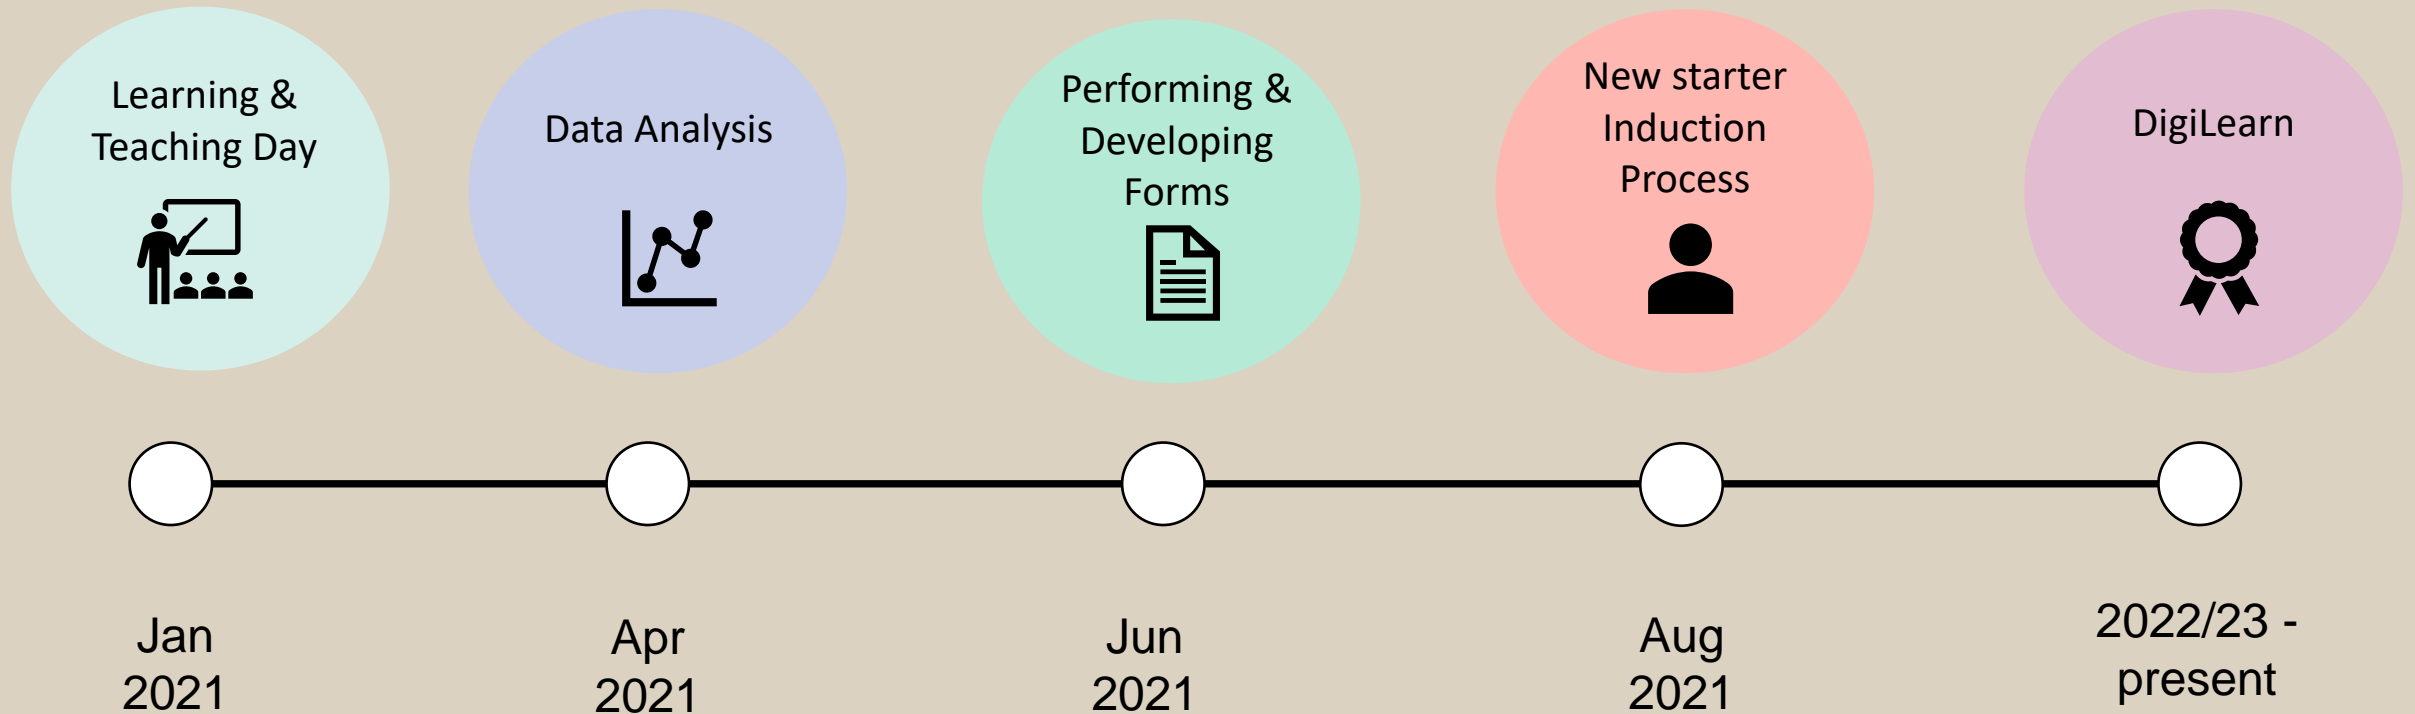 Learning &
Teaching Day
Data Analysis
Performing &
Developing
Forms
New starter
Induction
Process
DigiLearn
Jan
2021
Apr
2021
Jun
2021
Aug
2021
2022/23 -
present